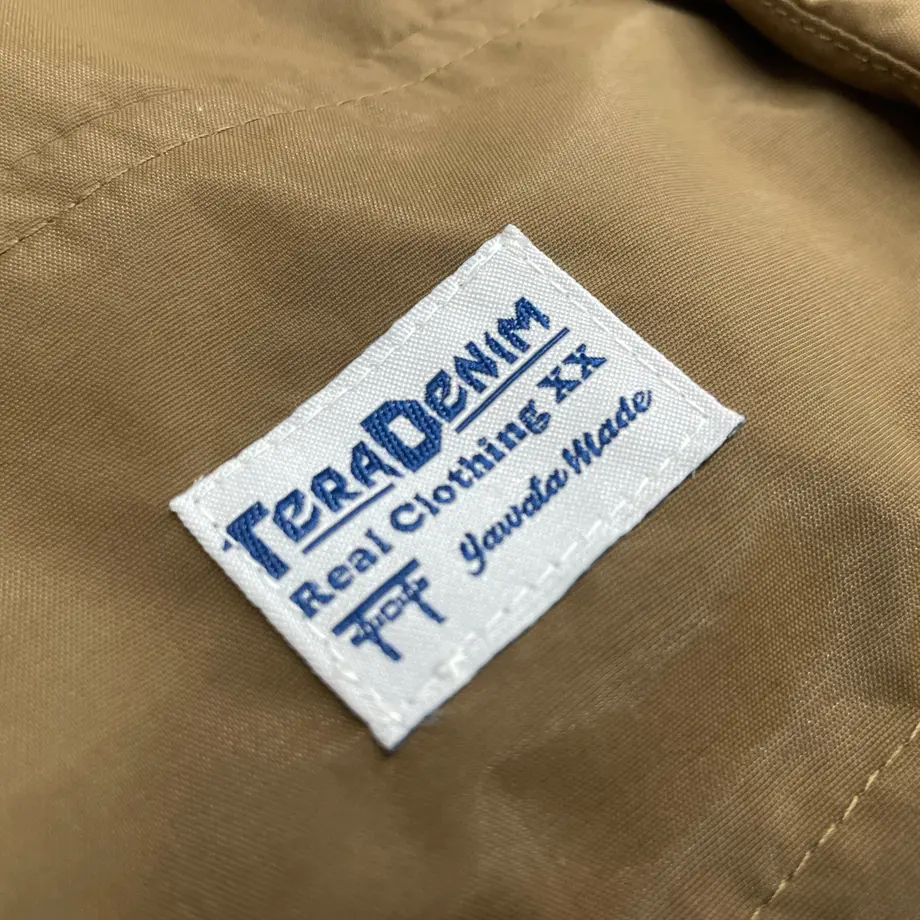 TERADENIM
Real Clothing XX
Yawata Made